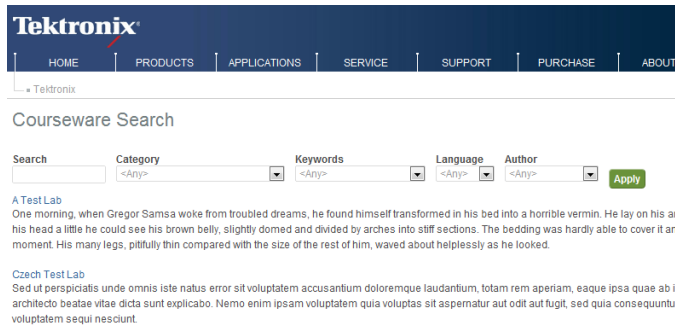 Tektronix
HOME PRODUCTS APPLICATIONS SERVICE SUPPORT PURCHASE ABOUT
Tektronix
Courseware Search
Search Category Keywords Language Author
<Any> <Any> <Any> <Any> Apply
A Test Lab
One morning, when Gregor Samsa woke from troubled dreams, he found himself transformed in his bed into a horrible vermin. He lay on his
his head a little he could see his brown belly, slightly domed and divided by arches into stiff sections. The bedding was hardly able to cover it
moment. His many legs, pitifully thin compared with the size of the rest of him, waved about helplessly as he looked.
Czech Test Lab
Sed ut perspiciatis unde omnis iste natus error sit voluptatem accusantium doloremque laudantium, totam rem aperiam, eaque ipsa quae ab
architecto beatae vitae dicta sunt explicabo. Nemo enim ipsam voluptatem quia voluptas sit aspernatur aut odit aut fugit, sed quia
voluptatem sequi nesciunt.